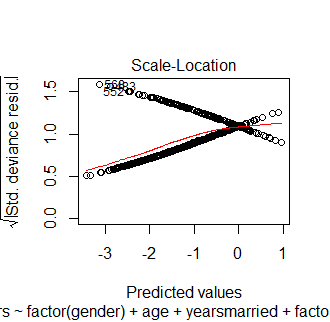 Scale-Location
√|Std. deviance resid.|
1.5
1.0
0.5
0.0
-3
-2
-1
0
1
Predicted values
rs ~ factor(gender) + age + yearsmarried + facto